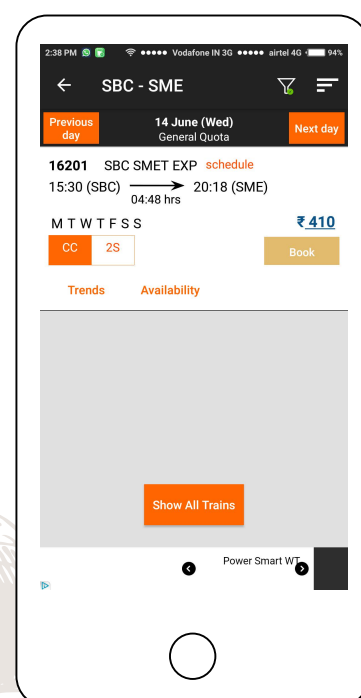 2:38 PM Vodafone IN 3G airtel 4G 94%
SBC - SME
Previous day 14 June (Wed) General Quota Next day
16201 SBC SMET EXP schedule
15:30 (SBC) 20:18 (SME)
04:48 hrs
M T W T F S S ₹ 410
CC 2S Book
Trends Availability
Show All Trains
Power Smart WT